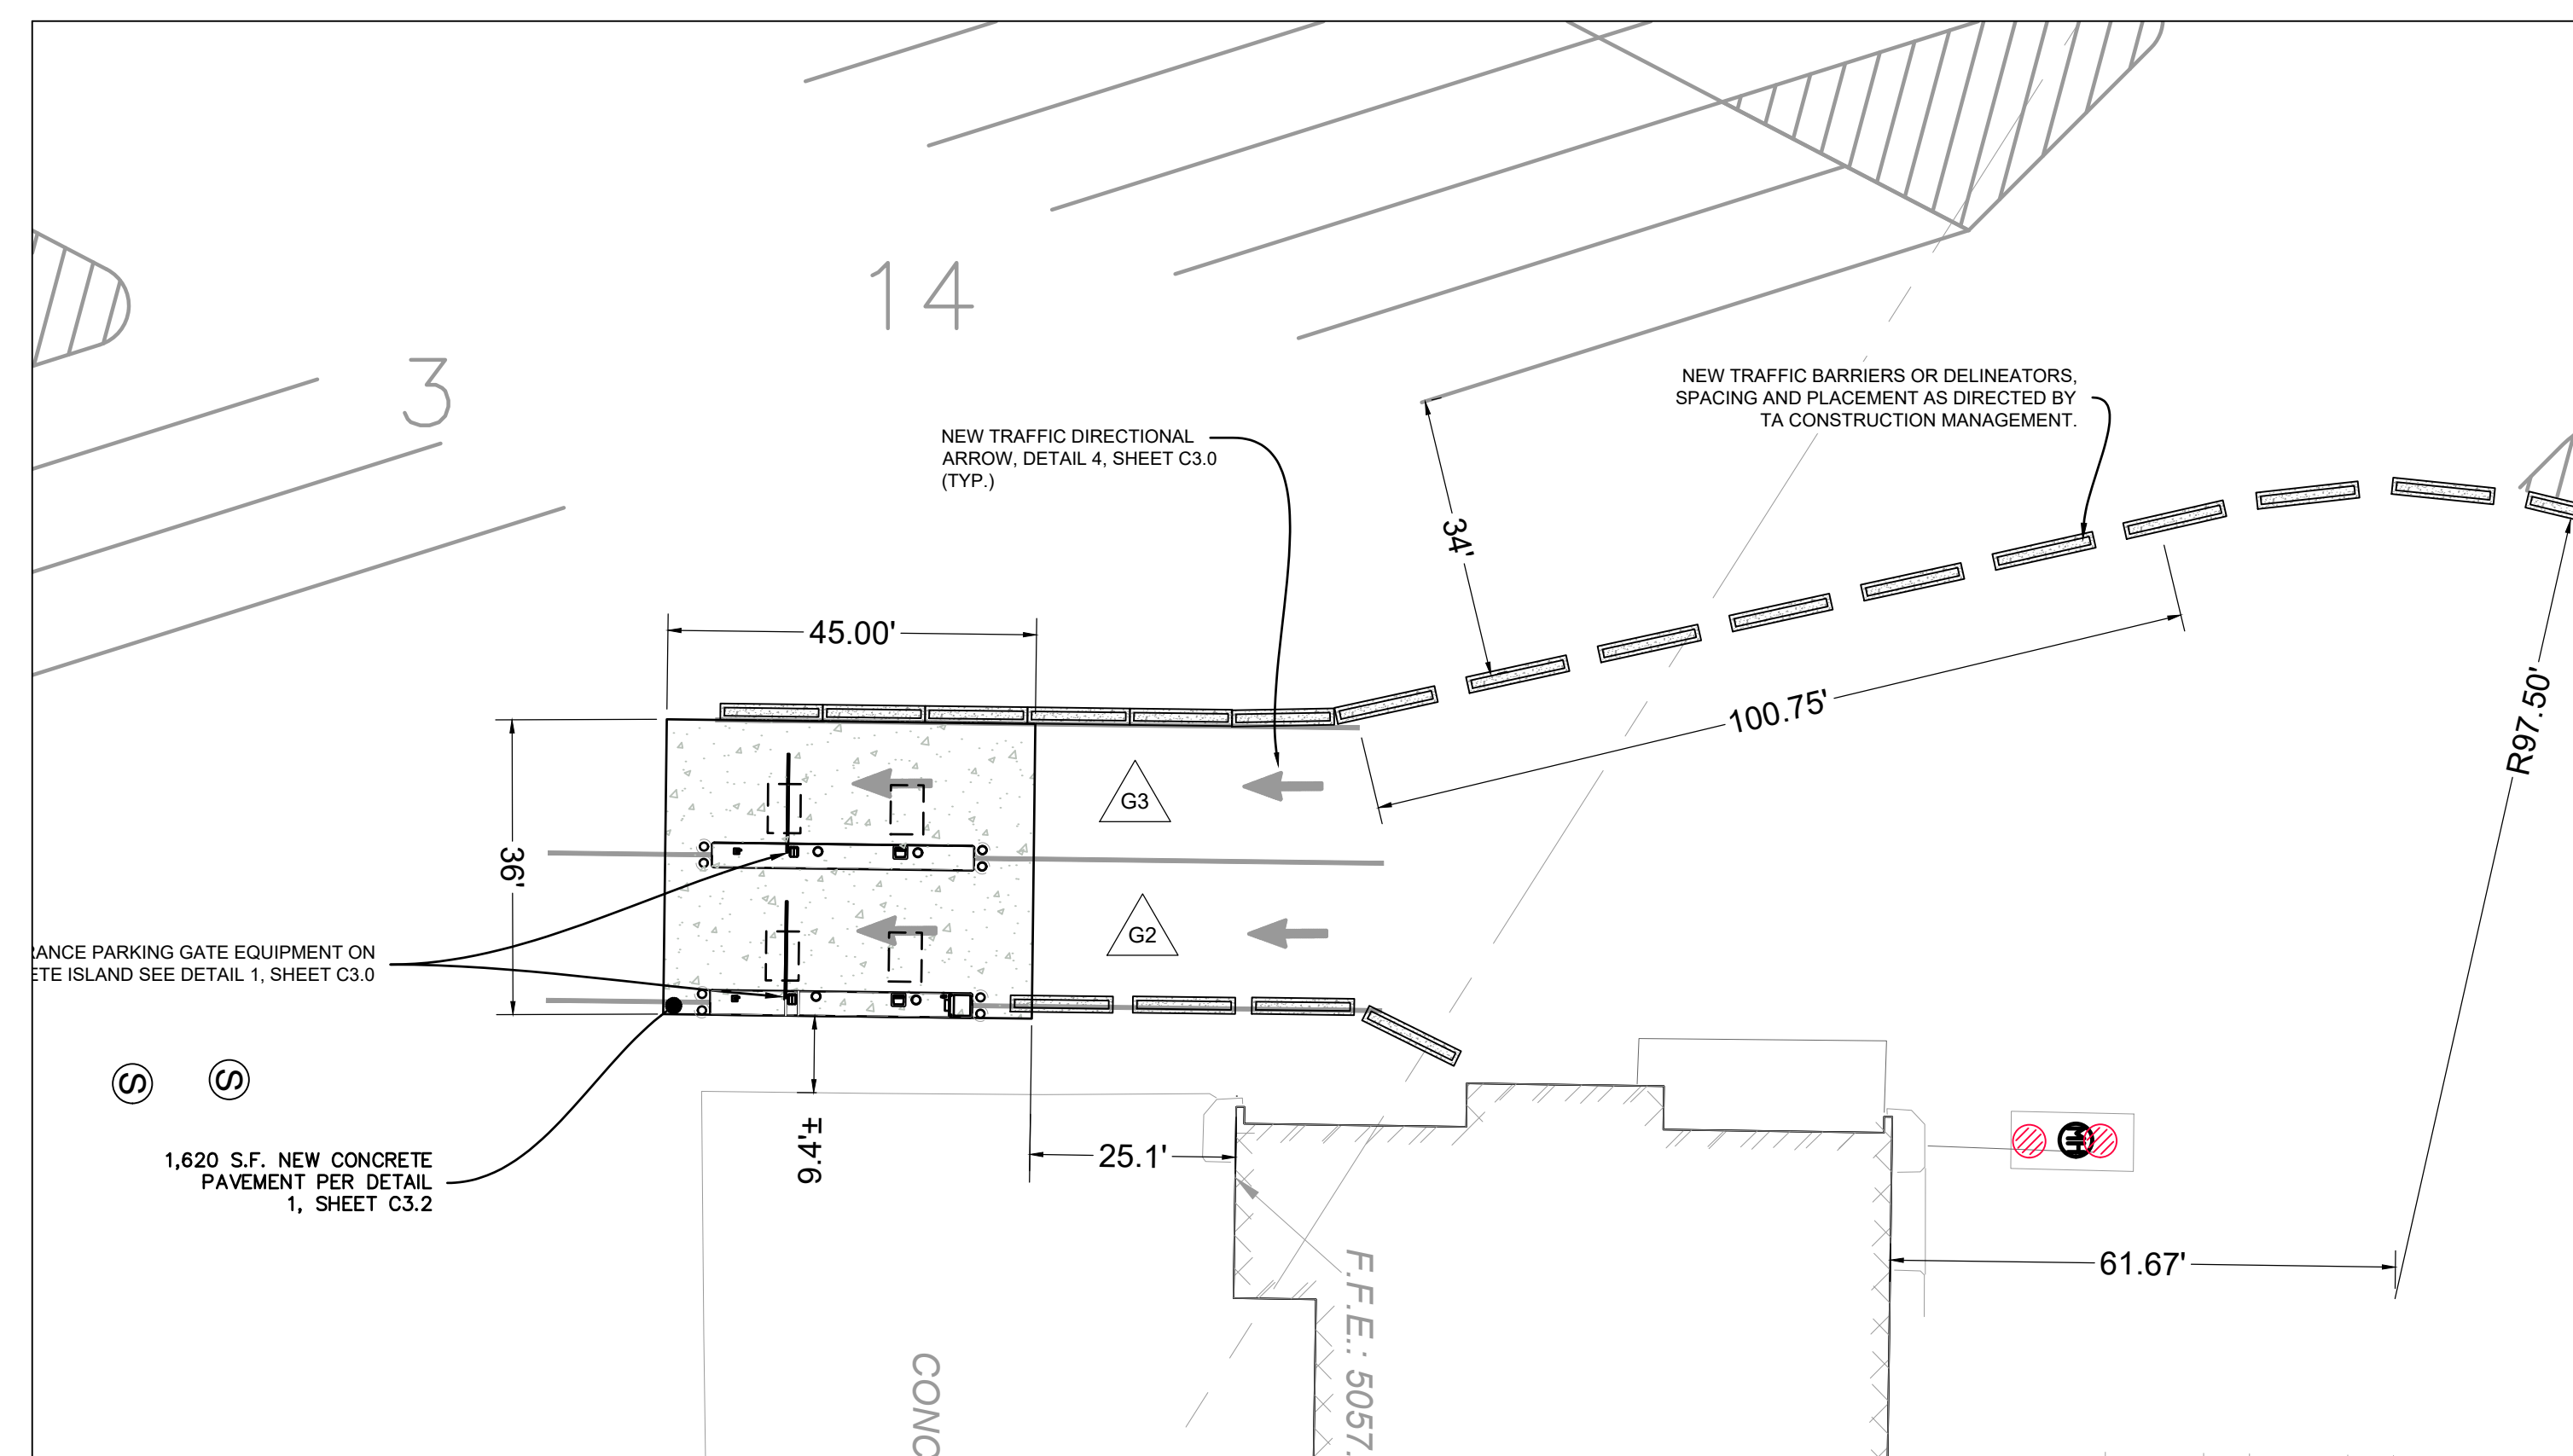 14
3
NEW TRAFFIC BARRIERS OR DELINEATORS,
SPACING AND PLACEMENT AS DIRECTED BY
TA CONSTRUCTION MANAGEMENT.
NEW TRAFFIC DIRECTIONAL
ARROW, DETAIL 4, SHEET C3.0
(TYP.)
34'
45.00'
100.75'
R97.50'
G3
36'
G2
PARKING GATE EQUIPMENT ON
ISLAND SEE DETAIL 1, SHEET C3.0
S
S
9.4'±
25.1'
MH
1,620 S.F. NEW CONCRETE
PAVEMENT PER DETAIL
1, SHEET C3.2
61.67'
F.F.E.: 5057.
CONC